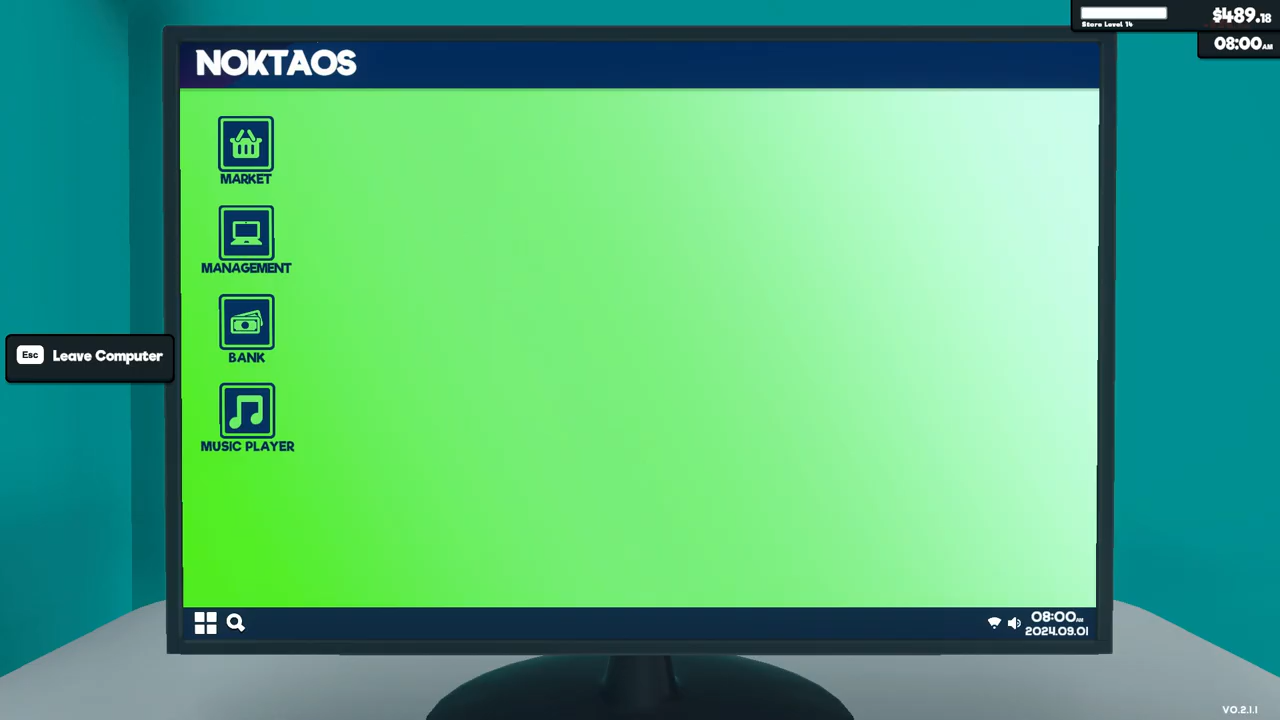 $489.18
Store Level 14
08:00AM
NOKTAOS
MARKET
MANAGEMENT
BANK
MUSIC PLAYER
Esc Leave Computer
08:00AM
2024.09.01
V0.2.1.1